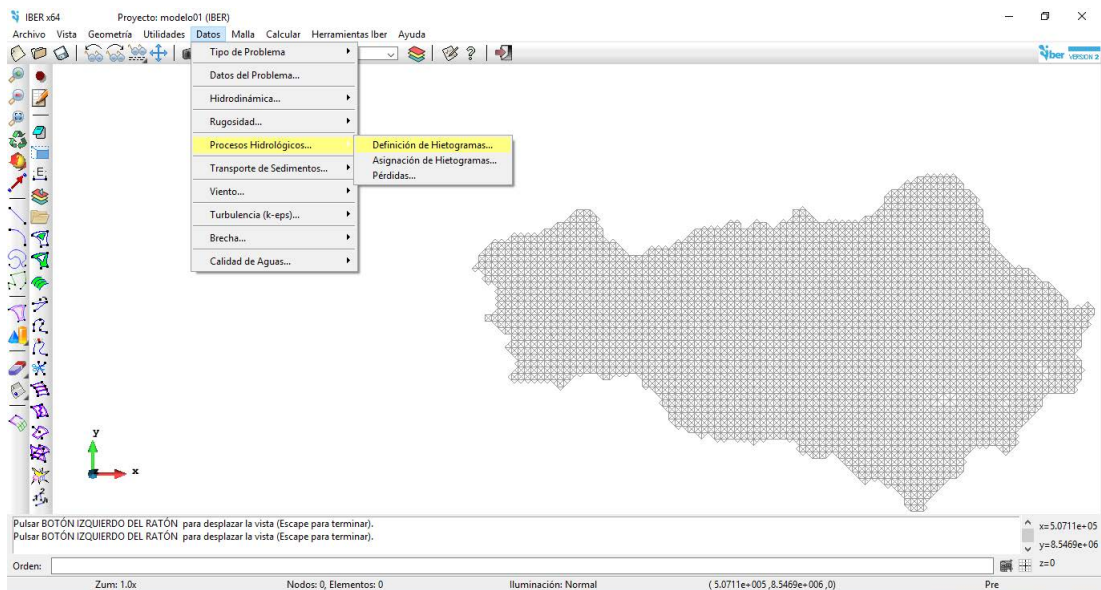 IBER x64 Proyecto: modelo01 (IBER)
Archivo Vista Geometría Utilidades Datos Malla Calcular Herramientas Iber Ayuda
Iber VERSION 2
Tipo de Problema
Datos del Problema...
Hidrodinámica...
Rugosidad...
Procesos Hidrológicos...
Transporte de Sedimentos...
Viento...
Turbulencia (k-eps)...
Brecha...
Calidad de Aguas...
Definición de Hietogramas...
Asignación de Hietogramas...
Pérdidas...
E
y
x
Pulsar BOTÓN IZQUIERDO DEL RATÓN para desplazar la vista (Escape para terminar).
Pulsar BOTÓN IZQUIERDO DEL RATÓN para desplazar la vista (Escape para terminar).
x=5.0711e+05
y=8.5469e+06
z=0
Orden:
Zum: 1.0x Nodos: 0, Elementos: 0 Iluminación: Normal ( 5.0711e+005 ,8.5469e+006 ,0) Pre